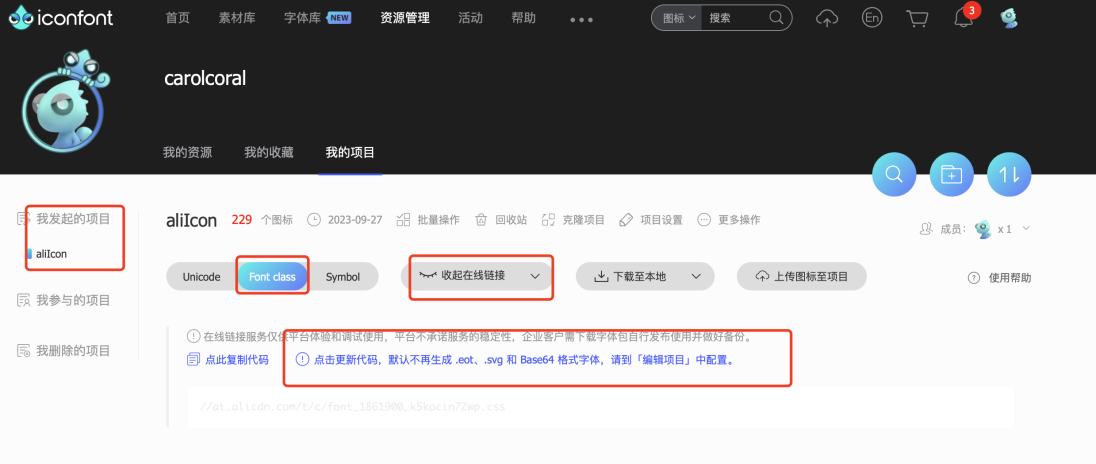 iconfont 首页 素材库 字体库 NEW 资源管理 活动 帮助 ••• 图标 搜索 En 3
carolcoral
我的资源 我的收藏 我的项目
我发起的项目
aliIcon
我参与的项目
我删除的项目
aliIcon 229 个图标 2023-09-27 批量操作 回收站 克隆项目 项目设置 更多操作 成员: x 1
Unicode Font class Symbol 收起在线链接 下载至本地 上传图标至项目 使用帮助
在线链接服务仅供平台体验和调试使用，平台不承诺服务的稳定性，企业客户需下载字体包自行发布使用并做好备份。
点此复制代码 点击更新代码，默认不再生成 .eot、.svg 和 Base64 格式字体，请到「编辑项目」中配置。
//at.alicdn.com/t/c/font_1861900_k5kocin72wp.css